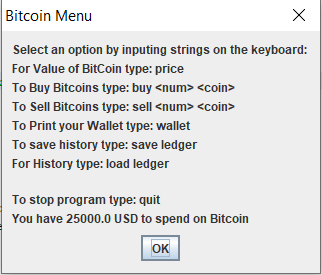 Bitcoin Menu
Select an option by inputing strings on the keyboard:
For Value of BitCoin type: price
To Buy Bitcoins type: buy <num> <coin>
To Sell Bitcoins type: sell <num> <coin>
To Print your Wallet type: wallet
To save history type: save ledger
For History type: load ledger
To stop program type: quit
You have 25000.0 USD to spend on Bitcoin
OK